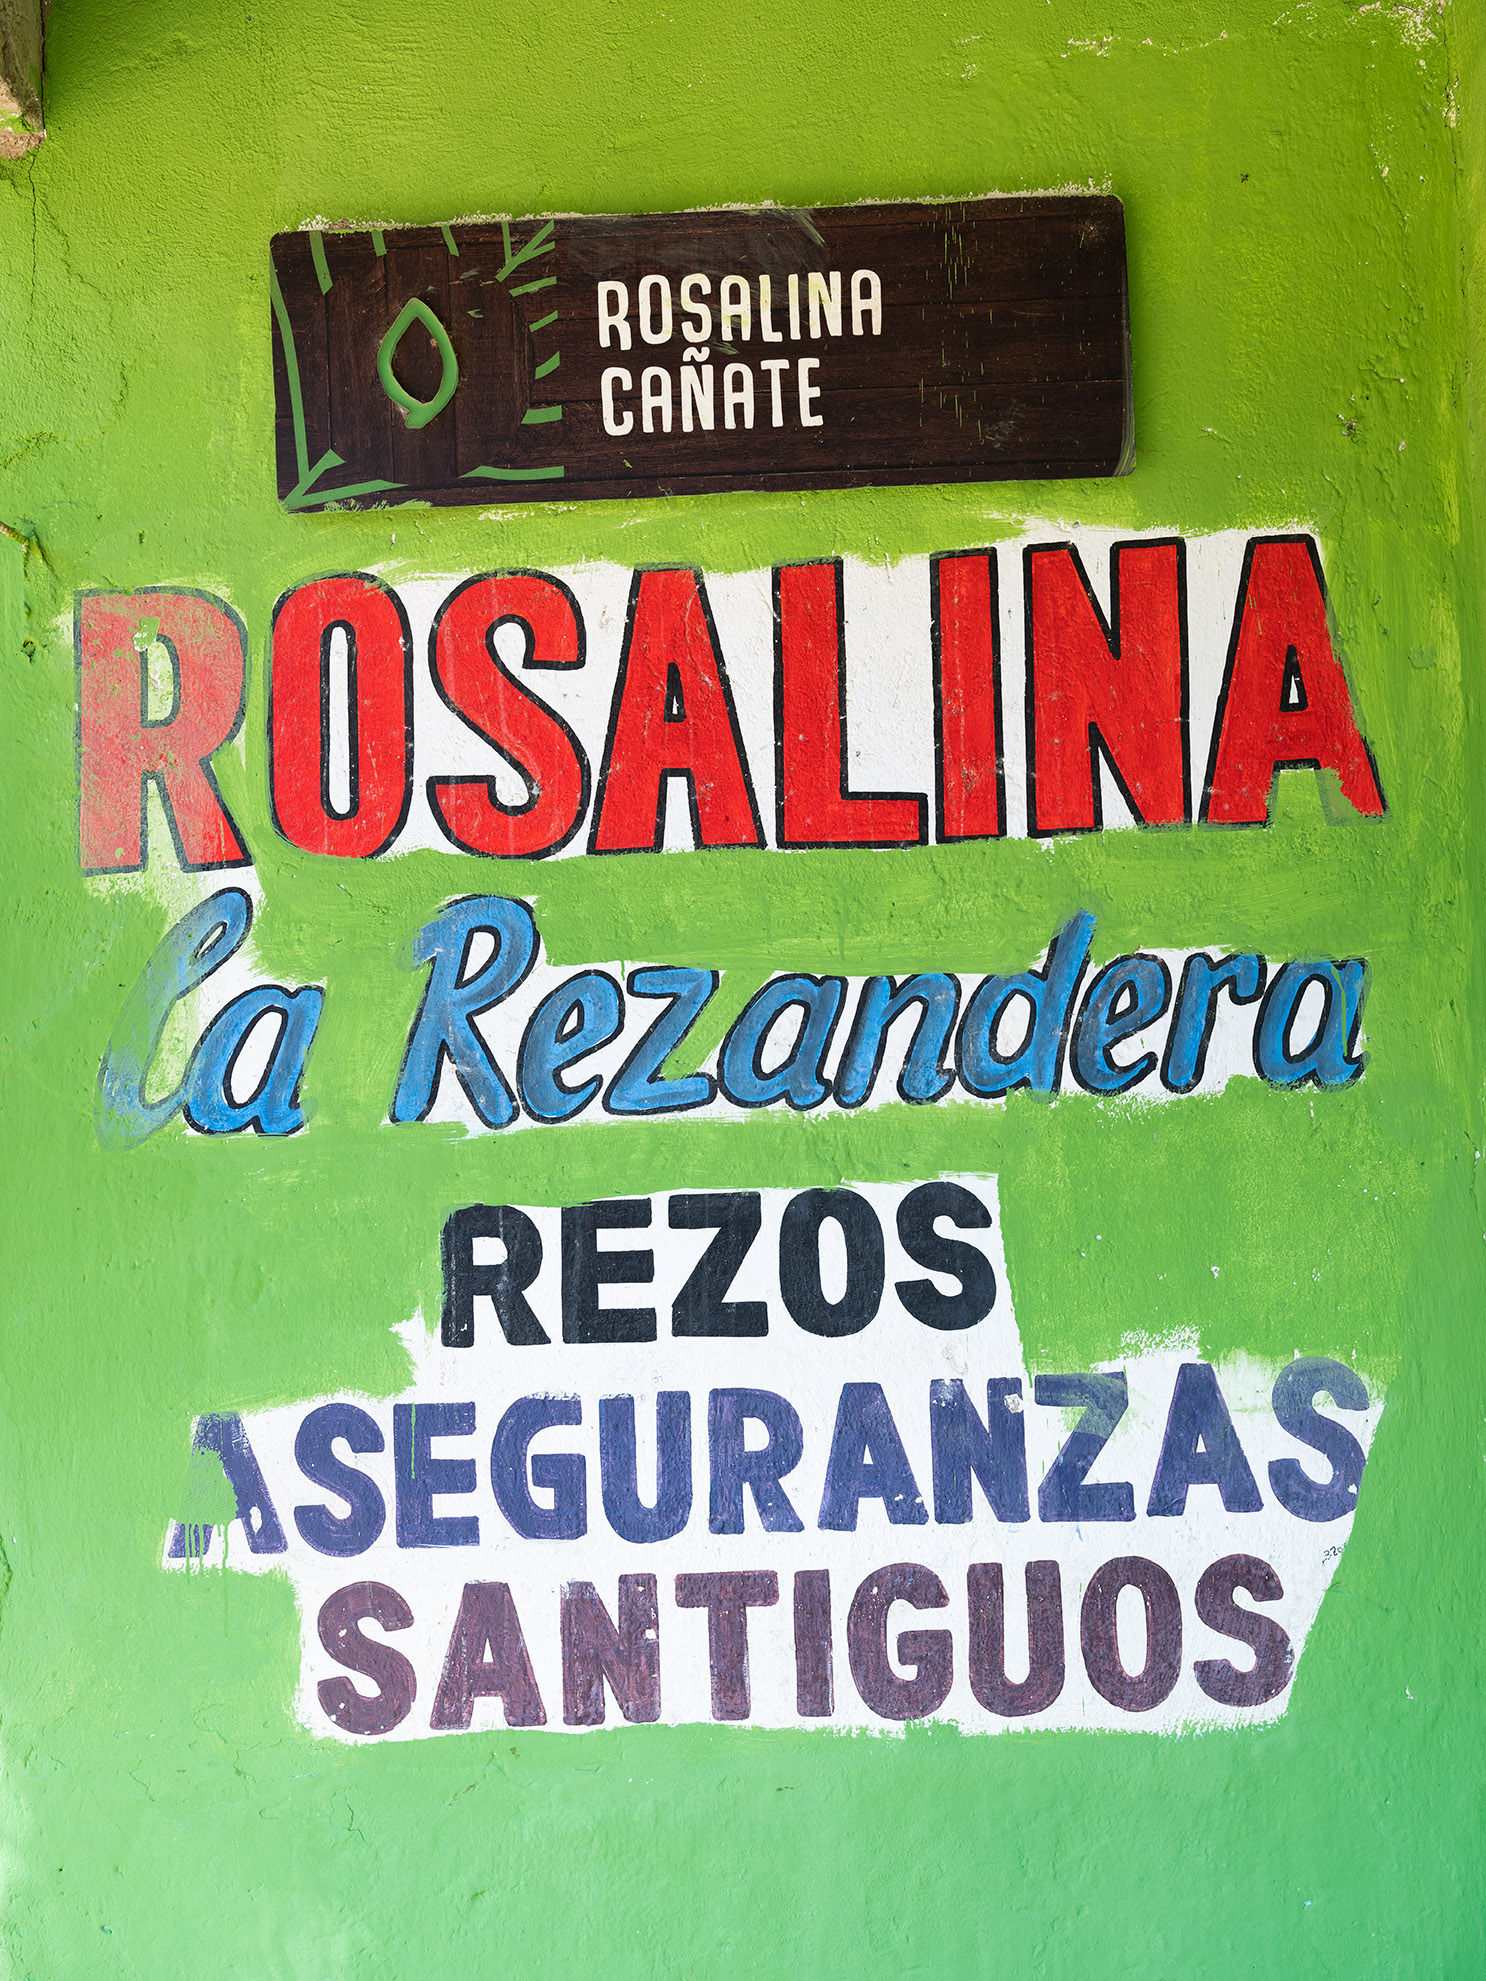 ROSALINA
CAÑATE
ROSALINA
la Rezandera
REZOS
ASEGURANZAS
SANTIGUOS